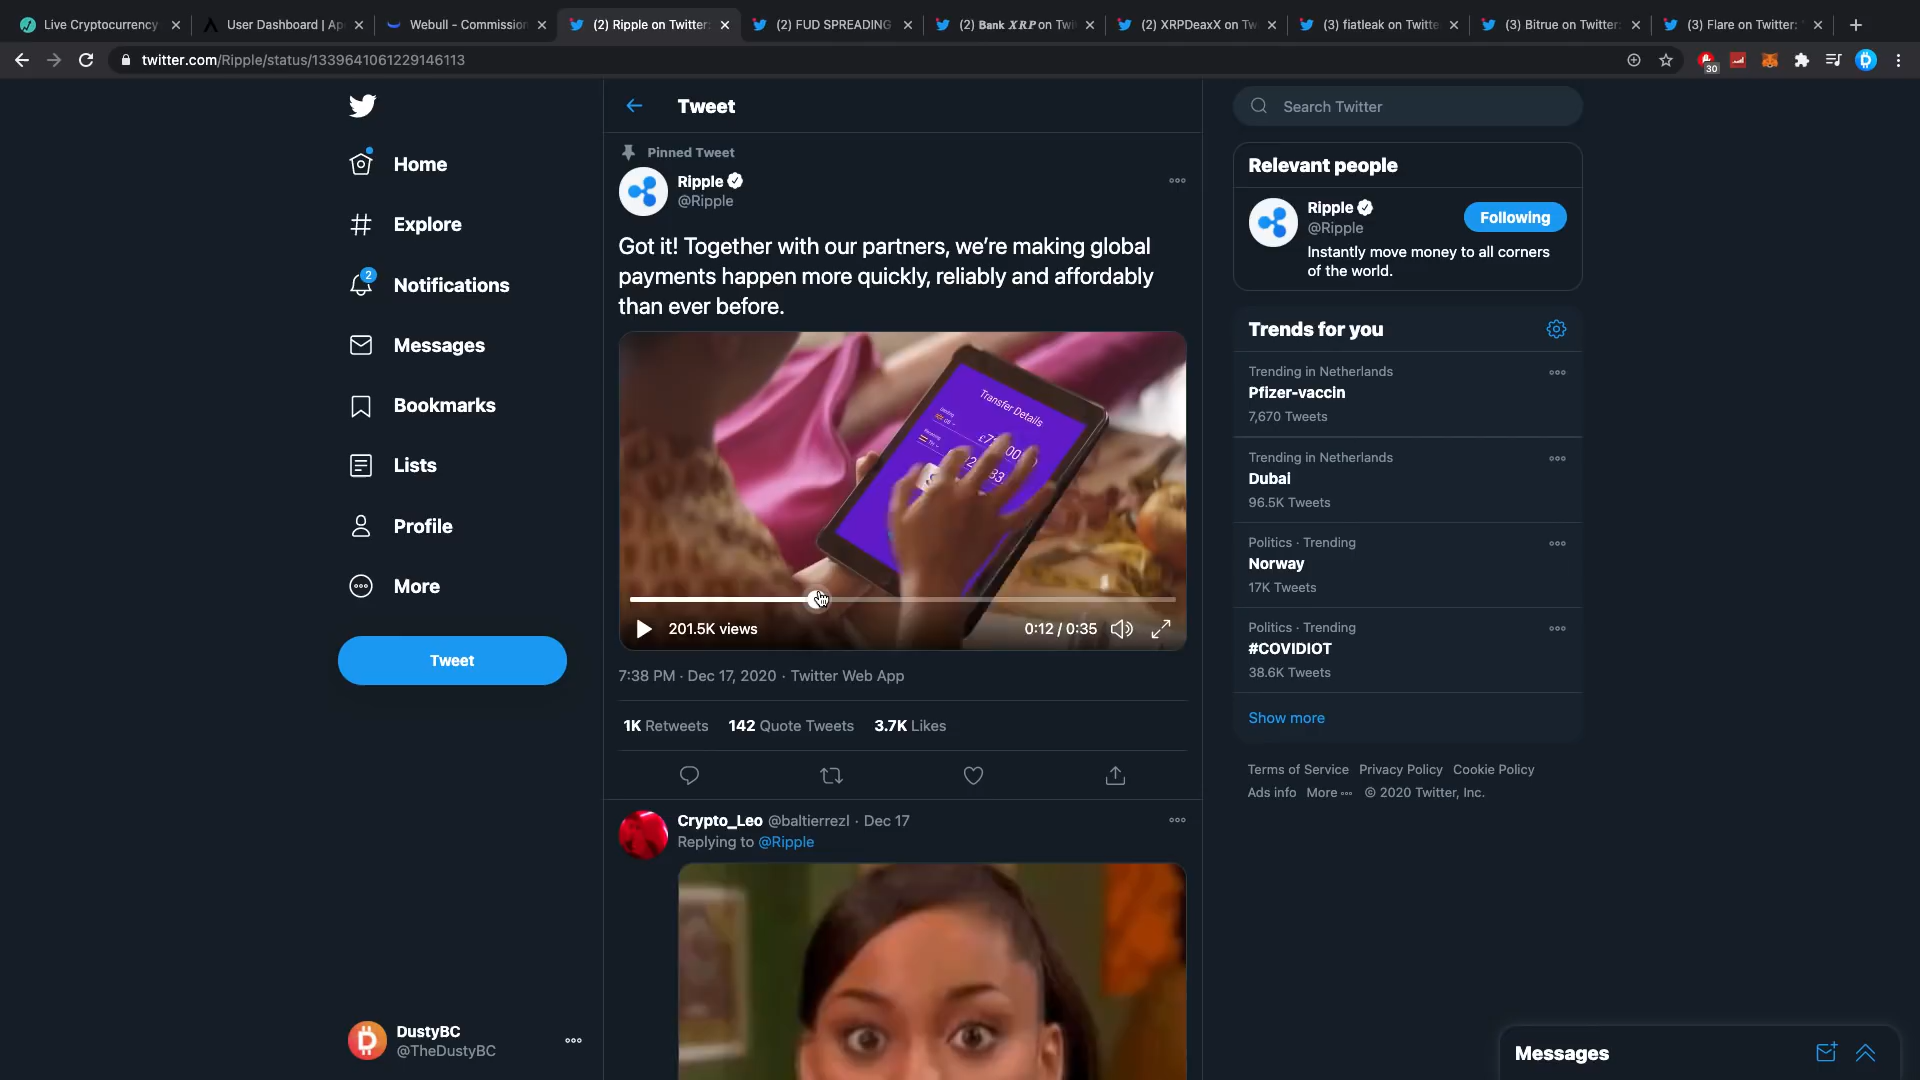 Live Cryptocurrency
User Dashboard | Ap
Webull - Commission
(2) Ripple on Twitter:
(2) FUD SPREADING
(2) Bank XRP on Twi
(2) XRPDeaxX on Tw
(3) fiatleak on Twitte
(3) Bitrue on Twitter:
(3) Flare on Twitter: "
twitter.com/Ripple/status/1339641061229146113
30
Home
Explore
2
Notifications
Messages
Bookmarks
Lists
Profile
More
Tweet
DustyBC
@TheDustyBC
Tweet
Pinned Tweet
Ripple
@Ripple
Got it! Together with our partners, we're making global
payments happen more quickly, reliably and affordably
than ever before.
Transfer Details
201.5K views
0:12 / 0:35
7:38 PM · Dec 17, 2020 · Twitter Web App
1K Retweets 142 Quote Tweets 3.7K Likes
Crypto_Leo @baltierrezl · Dec 17
Replying to @Ripple
Search Twitter
Relevant people
Ripple
@Ripple
Following
Instantly move money to all corners
of the world.
Trends for you
Trending in Netherlands
Pfizer-vaccin
7,670 Tweets
Trending in Netherlands
Dubai
96.5K Tweets
Politics · Trending
Norway
17K Tweets
Politics · Trending
#COVIDIOT
38.6K Tweets
Show more
Terms of Service Privacy Policy Cookie Policy
Ads info More © 2020 Twitter, Inc.
Messages